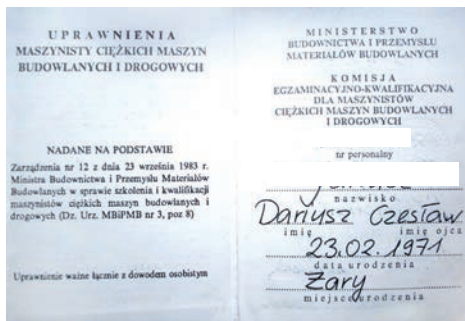 UPRAWNIENIA
MASZYNISTY CIĘŻKICH MASZYN
BUDOWLANYCH I DROGOWYCH
NADANE NA PODSTAWIE
Zarządzenia nr 12 z dnia 23 września 1983 r.
Ministra Budownictwa i Przemysłu Materiałów
Budowlanych w sprawie szkolenia i kwalifikacji
maszynistów ciężkich maszyn budowlanych i
drogowych (Dz. Urz. MBiPMB nr 3, poz 8)
Uprawnienie ważne łącznie z dowodem osobistym
MINISTERSTWO
BUDOWNICTWA I PRZEMYSŁU
MATERIAŁÓW BUDOWLANYCH
KOMISJA
EGZAMINACYJNO-KWALIFIKACYJNA
DLA MASZYNISTÓW
CIĘŻKICH MASZYN BUDOWLANYCH
I DROGOWYCH
nr personalny
nazwisko
Dariusz Czesław
imię imię ojca
23.02.1971
data urodzenia
Żary
miejsce urodzenia